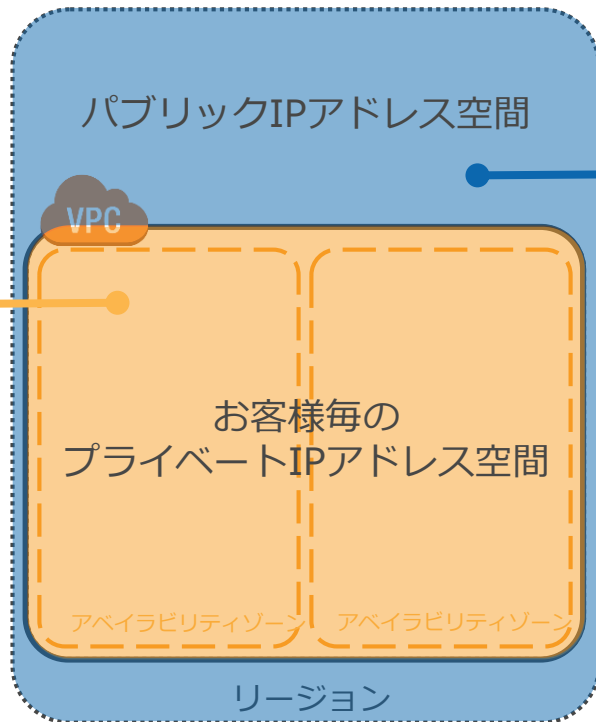 パブリックIPアドレス空間
VPC
お客様毎の
プライベートIPアドレス空間
アベイラビリティゾーン
アベイラビリティゾーン
リージョン